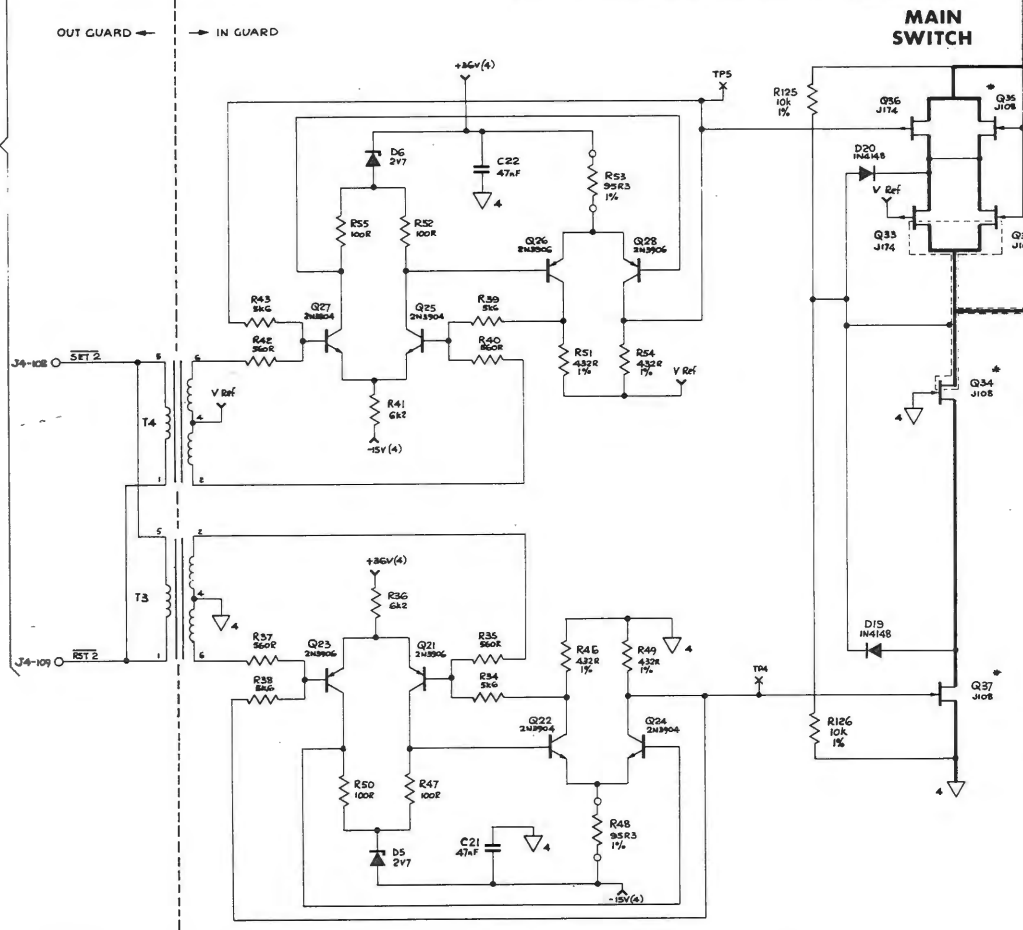 OUT GUARD ← → IN GUARD
MAIN
SWITCH
+36V(4)
TP5
R125
10k
1%
Q36
J174
*
Q35
J108
D6
2V7
C22
47nF
4
R53
95R3
1%
D20
1N4148
V Ref
Q33
J174
R55
100R
R52
100R
Q26
2N3906
Q28
2N3906
R43
5k6
Q27
2N3904
Q25
2N3904
R39
5k6
R42
560R
R40
560R
R51
432R
1%
R54
432R
1%
V Ref
J4-108
SET 2
5
6
T4
4
V Ref
1
2
R41
6k2
-15V(4)
Q34
J108
*
4
5
2
T3
4
4
1
6
J4-109
RST 2
+36V(4)
R36
6k2
R37
560R
R38
5k6
Q23
2N3906
Q21
2N3906
R35
560R
R34
5k6
R46
432R
1%
R49
432R
1%
4
D19
1N4148
TP4
Q37
J108
*
Q22
2N3904
Q24
2N3904
R126
10k
1%
4
R50
100R
R47
100R
D5
2V7
C21
47nF
4
R48
95R3
1%
-15V(4)